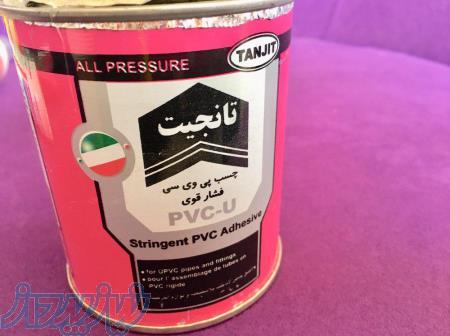 ALL PRESSURE
TANJIT
تانجیت
چسب پی وی سی
فشار قوی
PVC-U
Stringent PVC Adhesive
• for UPVC pipes and fittings
• pour l'assemblage de tubes en
PVC rigide
نیازپرداز